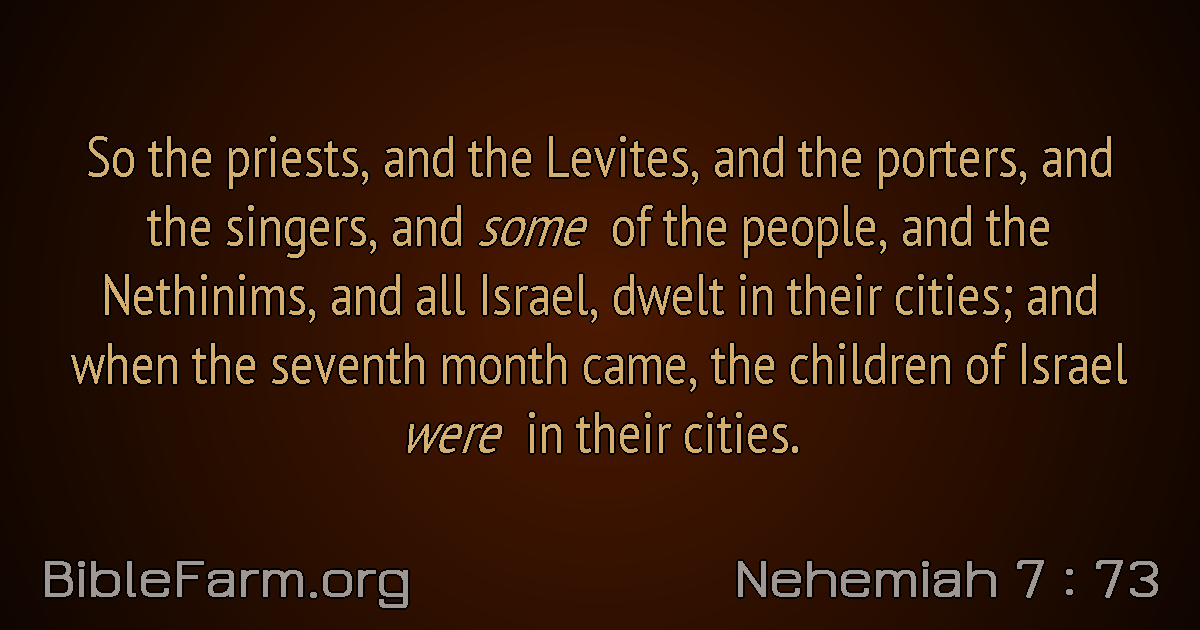 So the priests, and the Levites, and the porters, and
the singers, and some of the people, and the
Nethinims, and all Israel, dwelt in their cities; and
when the seventh month came, the children of Israel
were in their cities.
BibleFarm.org
Nehemiah 7 : 73